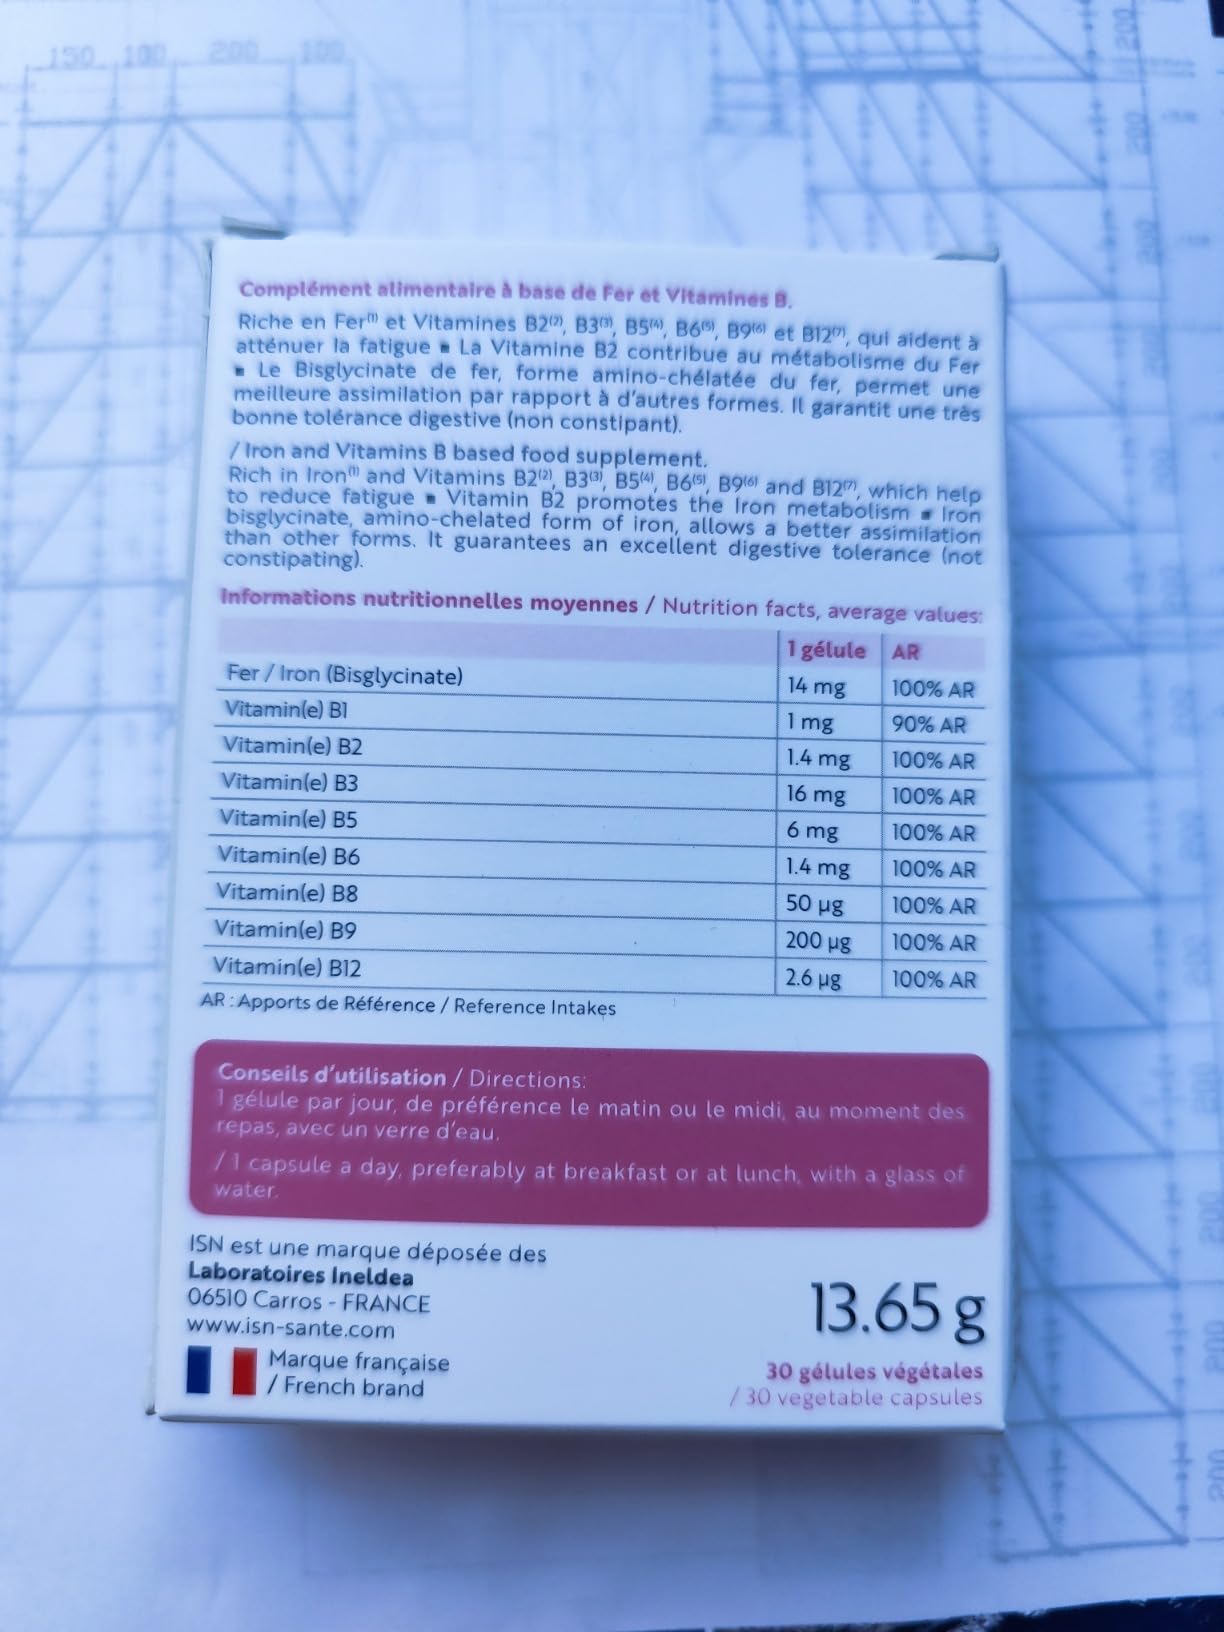 150 100 200 100
200
200
200
Complément alimentaire à base de Fer et Vitamines B.
Riche en Fer⁽¹⁾ et Vitamines B2⁽²⁾, B3⁽³⁾, B5⁽⁴⁾, B6⁽⁵⁾, B9⁽⁶⁾ et B12⁽⁷⁾, qui aident à
atténuer la fatigue ▪ La Vitamine B2 contribue au métabolisme du Fer
▪ Le Bisglycinate de fer, forme amino-chélatée du fer, permet une
meilleure assimilation par rapport à d'autres formes. Il garantit une très
bonne tolérance digestive (non constipant).
/ Iron and Vitamins B based food supplement.
Rich in Iron⁽¹⁾ and Vitamins B2⁽²⁾, B3⁽³⁾, B5⁽⁴⁾, B6⁽⁵⁾, B9⁽⁶⁾ and B12⁽⁷⁾, which help
to reduce fatigue ▪ Vitamin B2 promotes the Iron metabolism ▪ Iron
bisglycinate, amino-chelated form of iron, allows a better assimilation
than other forms. It guarantees an excellent digestive tolerance (not
constipating).
Informations nutritionnelles moyennes / Nutrition facts, average values:
1 gélule AR
Fer / Iron (Bisglycinate) 14 mg 100% AR
Vitamin(e) B1 1 mg 90% AR
Vitamin(e) B2 1.4 mg 100% AR
Vitamin(e) B3 16 mg 100% AR
Vitamin(e) B5 6 mg 100% AR
Vitamin(e) B6 1.4 mg 100% AR
Vitamin(e) B8 50 µg 100% AR
Vitamin(e) B9 200 µg 100% AR
Vitamin(e) B12 2.6 µg 100% AR
AR : Apports de Référence / Reference Intakes
Conseils d'utilisation / Directions:
1 gélule par jour, de préférence le matin ou le midi, au moment des
repas, avec un verre d'eau.
/ 1 capsule a day, preferably at breakfast or at lunch, with a glass of
water.
ISN est une marque déposée des
Laboratoires Ineldea
06510 Carros - FRANCE
www.isn-sante.com
Marque française
/ French brand
13.65 g
30 gélules végétales
/ 30 vegetable capsules